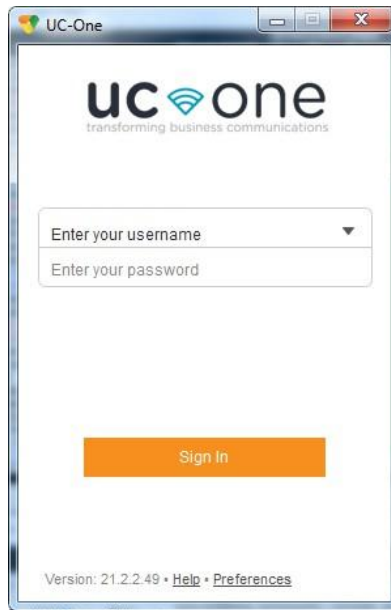 UC-One
uc one
transforming business communications
Enter your username
Enter your password
Sign In
Version: 21.2.2.49 • Help • Preferences